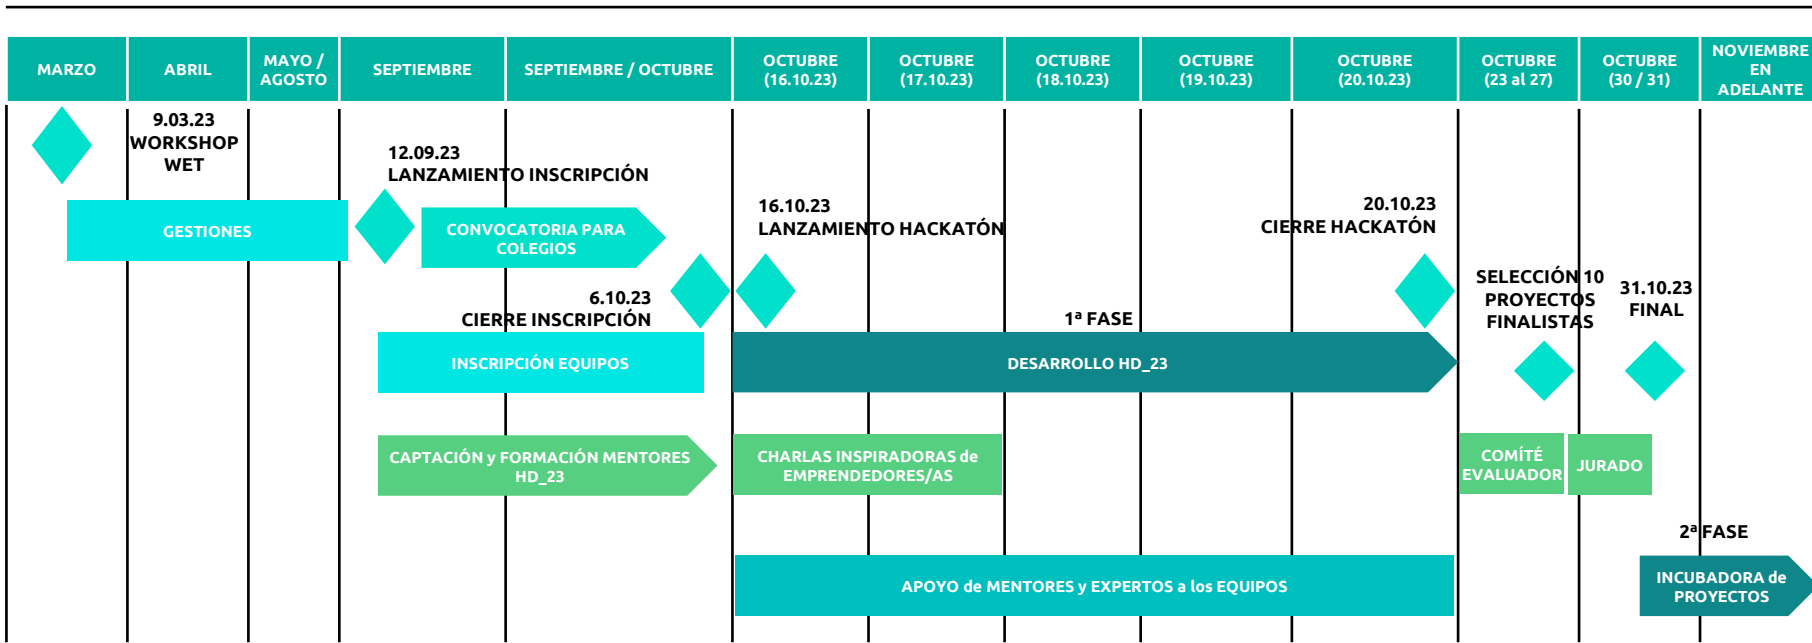 MARZO
ABRIL
MAYO /
AGOSTO
SEPTIEMBRE
SEPTIEMBRE / OCTUBRE
OCTUBRE
(16.10.23)
OCTUBRE
(17.10.23)
OCTUBRE
(18.10.23)
OCTUBRE
(19.10.23)
OCTUBRE
(20.10.23)
OCTUBRE
(23 al 27)
OCTUBRE
(30 / 31)
NOVIEMBRE
EN
ADELANTE
9.03.23
WORKSHOP
WET
12.09.23
LANZAMIENTO INSCRIPCIÓN
GESTIONES
CONVOCATORIA PARA
COLEGIOS
16.10.23
LANZAMIENTO HACKATÓN
20.10.23
CIERRE HACKATÓN
6.10.23
CIERRE INSCRIPCIÓN
SELECCIÓN 10
PROYECTOS
FINALISTAS
31.10.23
FINAL
1ª FASE
INSCRIPCIÓN EQUIPOS
DESARROLLO HD_23
CAPTACIÓN y FORMACIÓN MENTORES
HD_23
CHARLAS INSPIRADORAS de
EMPRENDEDORES/AS
COMÍTÉ
EVALUADOR
JURADO
2ª FASE
APOYO de MENTORES y EXPERTOS a los EQUIPOS
INCUBADORA de
PROYECTOS